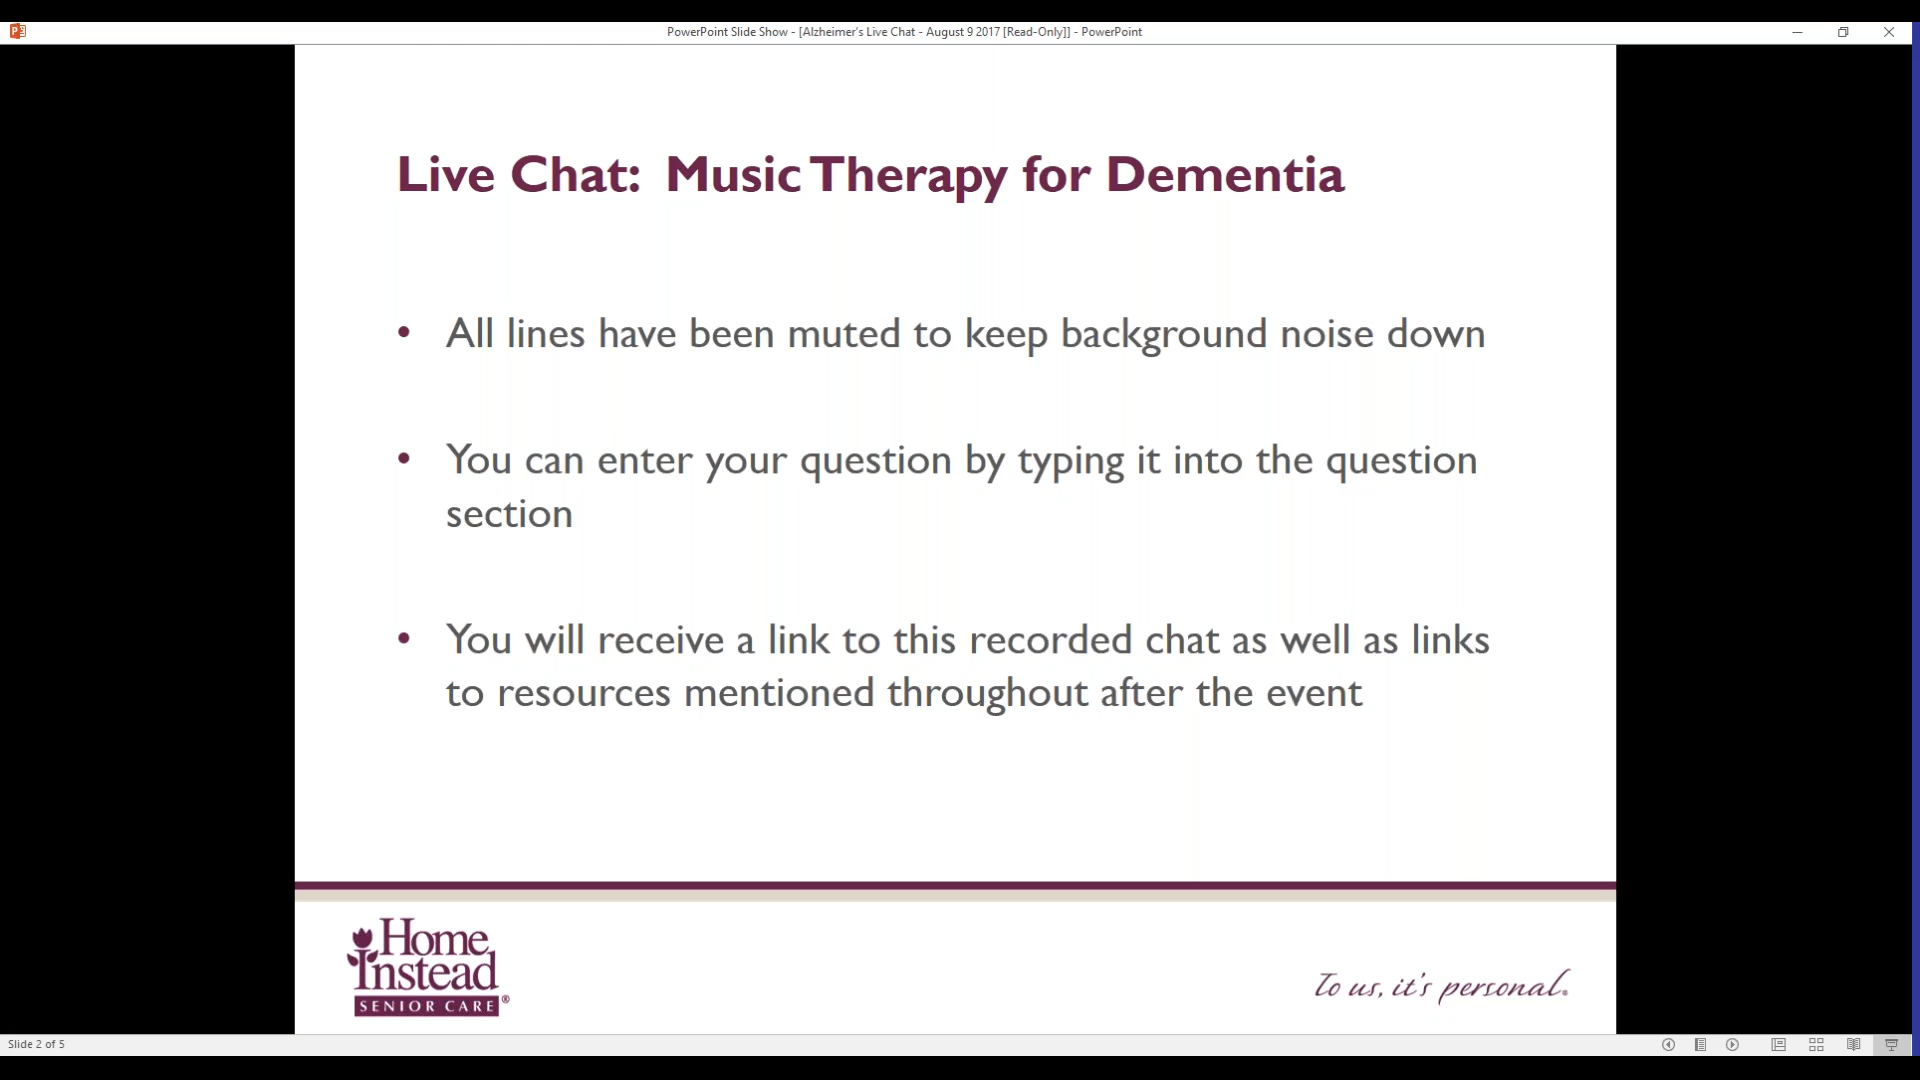 PowerPoint Slide Show - [Alzheimer's Live Chat - August 9 2017 [Read-Only]] - PowerPoint
Live Chat:  Music Therapy for Dementia
• All lines have been muted to keep background noise down
• You can enter your question by typing it into the question
section
• You will receive a link to this recorded chat as well as links
to resources mentioned throughout after the event
Home
Instead
SENIOR CARE®
To us, it's personal.
Slide 2 of 5